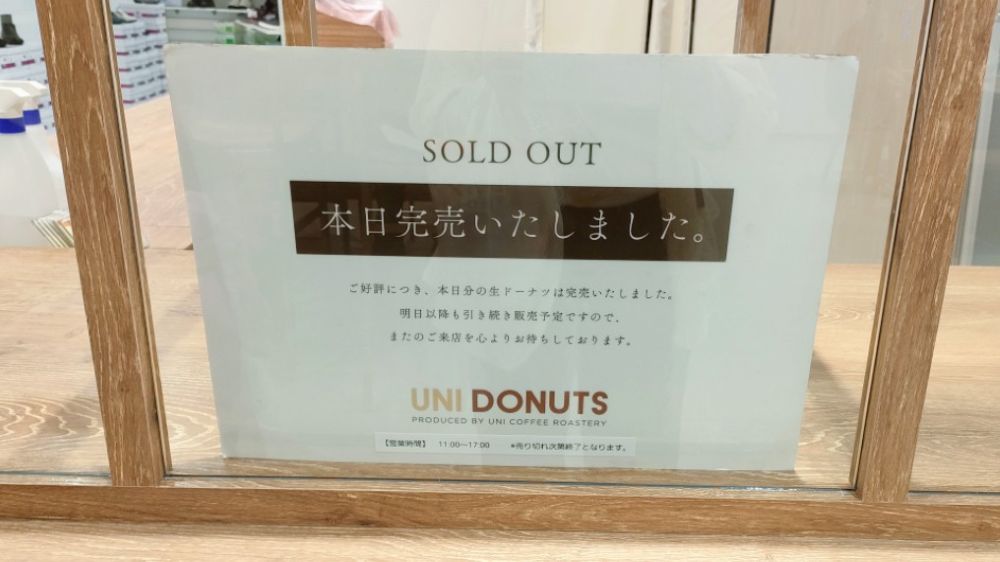 SOLD OUT
本日完売いたしました。
ご好評につき、本日分の生ドーナツは完売いたしました。
明日以降も引き続き販売予定ですので、
またのご来店を心よりお待ちしております。
UNI DONUTS
PRODUCED BY UNI COFFEE ROASTERY
【営業時間】 11:00〜17:00 ●売り切れ次第終了となります。